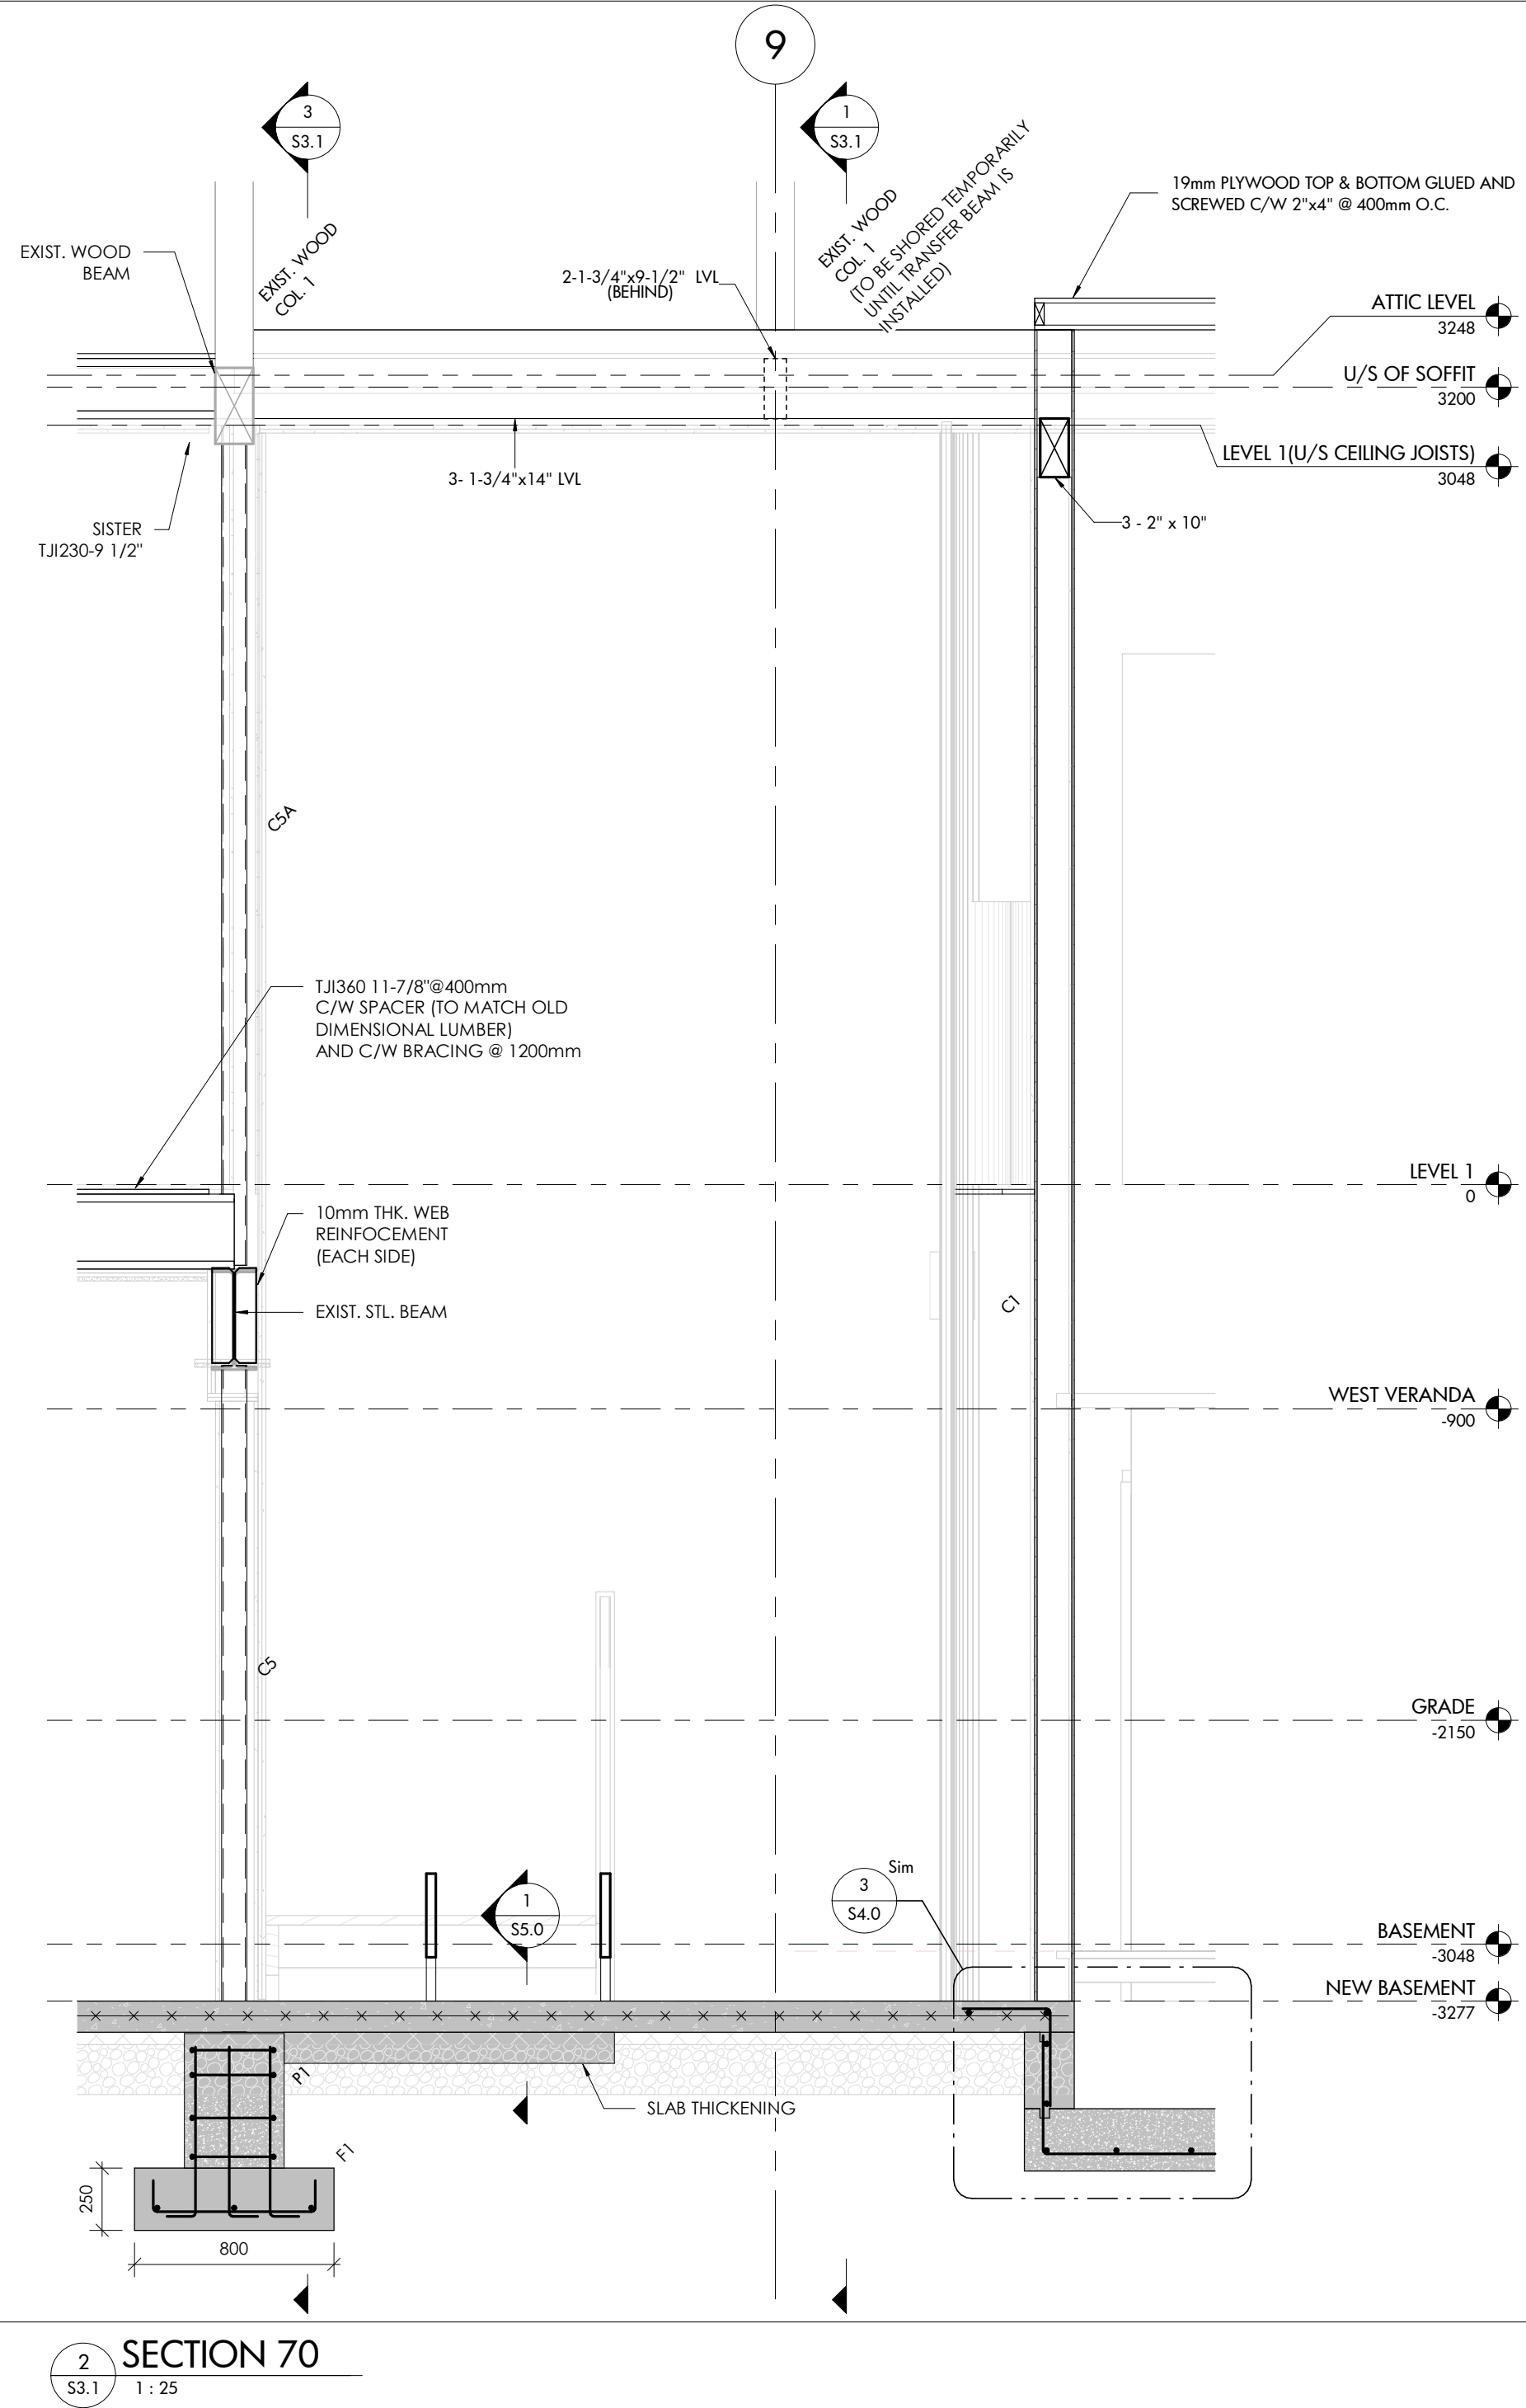 9
3
S3.1
1
S3.1
EXIST. WOOD
BEAM
EXIST. WOOD
COL. 1
2-1-3/4"x9-1/2" LVL
(BEHIND)
EXIST. WOOD
COL. 1
(TO BE SHORED TEMPORARILY
UNTIL TRANSFER BEAM IS
INSTALLED)
19mm PLYWOOD TOP & BOTTOM GLUED AND
SCREWED C/W 2"x4" @ 400mm O.C.
ATTIC LEVEL
3248
U/S OF SOFFIT
3200
LEVEL 1(U/S CEILING JOISTS)
3048
3- 1-3/4"x14" LVL
3 - 2" x 10"
SISTER
TJI230-9 1/2"
C5A
TJI360 11-7/8"@400mm
C/W SPACER (TO MATCH OLD
DIMENSIONAL LUMBER)
AND C/W BRACING @ 1200mm
LEVEL 1
0
10mm THK. WEB
REINFOCEMENT
(EACH SIDE)
EXIST. STL. BEAM
C1
WEST VERANDA
-900
C5
GRADE
-2150
1
S5.0
3
S4.0
Sim
BASEMENT
-3048
NEW BASEMENT
-3277
P1
SLAB THICKENING
F1
250
800
2
S3.1
SECTION 70
1 : 25